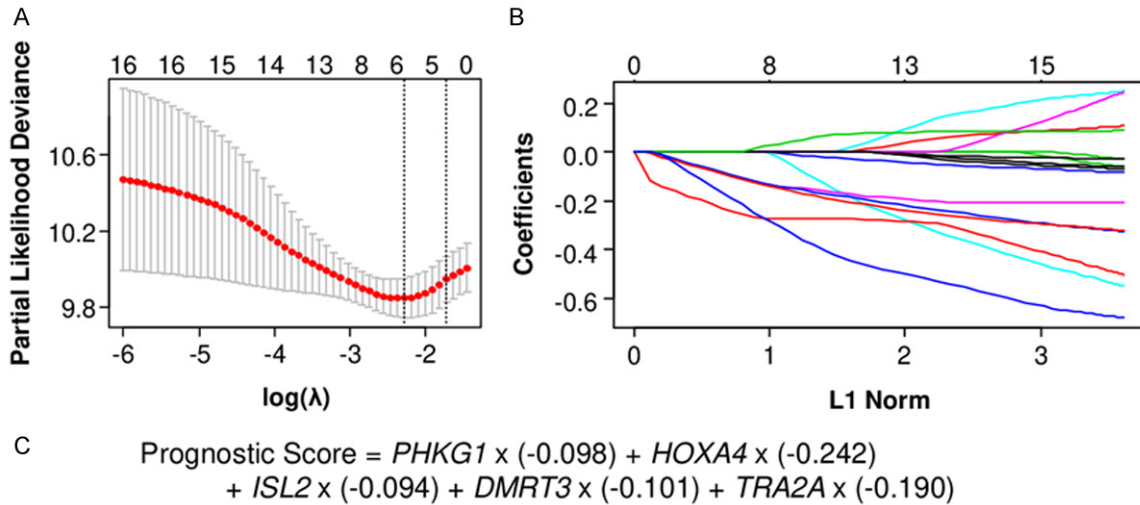 A
B
16 16 15 14 13 8 6 5 0
0 8 13 15
Partial Likelihood Deviance
10.6
10.2
9.8
-6 -5 -4 -3 -2
log(λ)
Coefficients
0.2
0.0
-0.2
-0.4
-0.6
0 1 2 3
L1 Norm
C
Prognostic Score = PHKG1 x (-0.098) + HOXA4 x (-0.242)
+ ISL2 x (-0.094) + DMRT3 x (-0.101) + TRA2A x (-0.190)